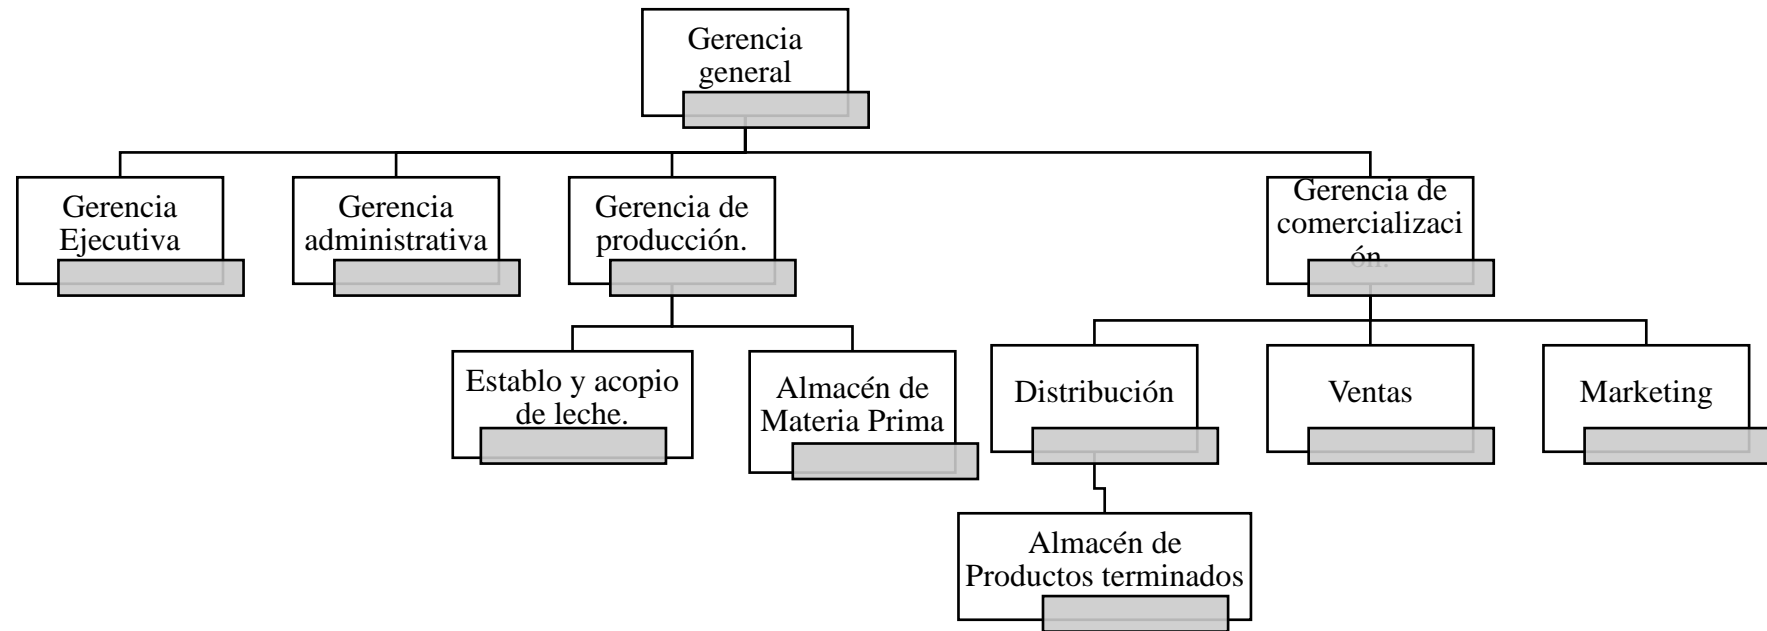 Gerencia
general
Gerencia
Ejecutiva
Gerencia
administrativa
Gerencia de
producción.
Gerencia de
comercializaci
ón.
Establo y acopio
de leche.
Almacén de
Materia Prima
Distribución
Ventas
Marketing
Almacén de
Productos terminados